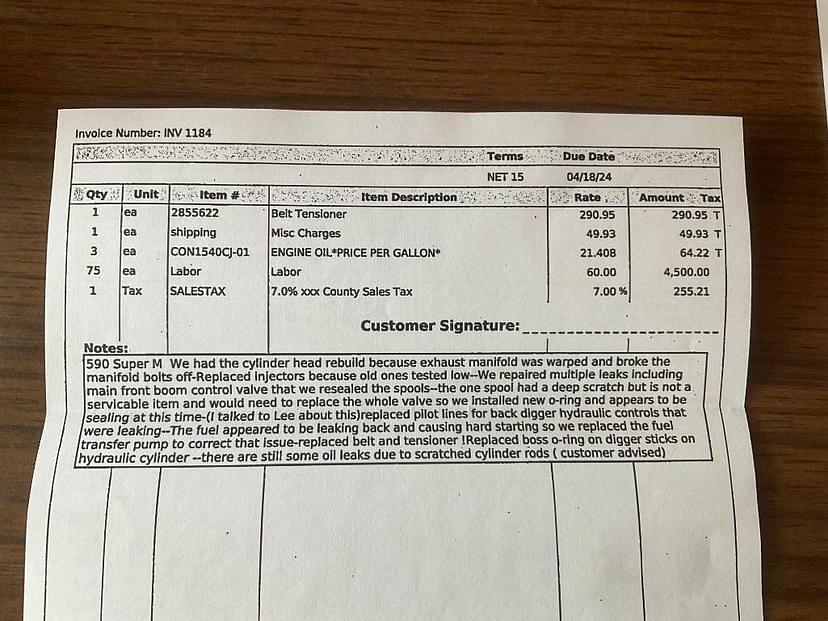 Invoice Number: INV 1184
Terms Due Date
NET 15 04/18/24
Qty Unit Item # Item Description Rate Amount Tax
1 ea 2855622 Belt Tensioner 290.95 290.95 T
1 ea shipping Misc Charges 49.93 49.93 T
3 ea CON1540CJ-01 ENGINE OIL*PRICE PER GALLON* 21.408 64.22 T
75 ea Labor Labor 60.00 4,500.00
1 Tax SALESTAX 7.0% xxx County Sales Tax 7.00 % 255.21
Customer Signature:
Notes:
590 Super M We had the cylinder head rebuild because exhaust manifold was warped and broke the
manifold bolts off-Replaced injectors because old ones tested low--We repaired multiple leaks including
main front boom control valve that we resealed the spools--the one spool had a deep scratch but is not a
servicable item and would need to replace the whole valve so we installed new o-ring and appears to be
sealing at this time-(I talked to Lee about this)replaced pilot lines for back digger hydraulic controls that
were leaking--The fuel appeared to be leaking back and causing hard starting so we replaced the fuel
transfer pump to correct that issue-replaced belt and tensioner !Replaced boss o-ring on digger sticks on
hydraulic cylinder --there are still some oil leaks due to scratched cylinder rods ( customer advised)